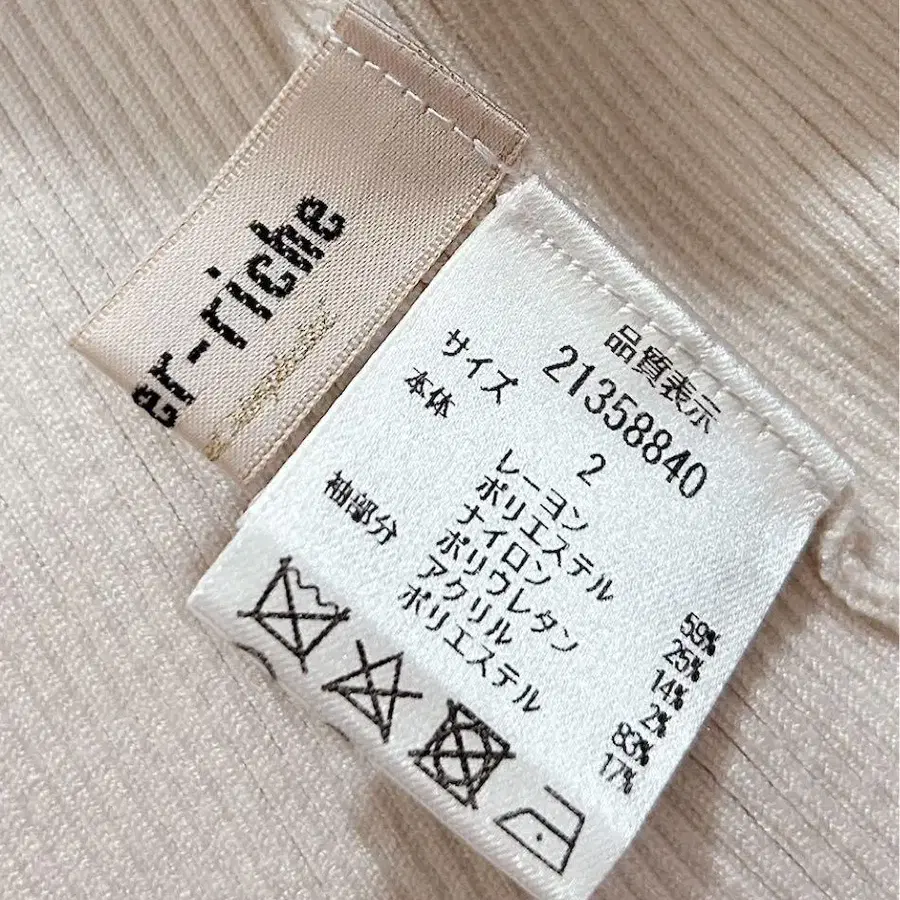 er-riche
品質表示
21358840
サイズ 2
本体 レーヨン 59%
ポリエステル 25%
ナイロン 14%
ポリウレタン 2%
袖部分 アクリル 83%
ポリエステル 17%